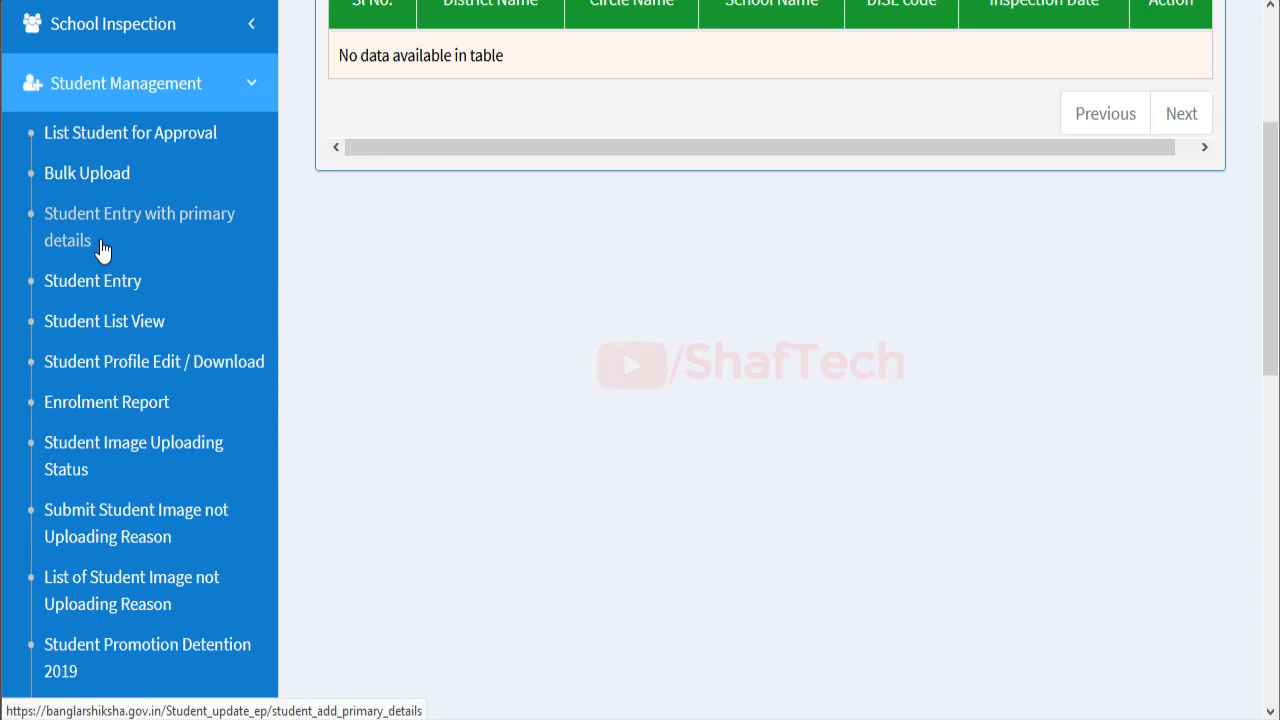 School Inspection
Student Management
List Student for Approval
Bulk Upload
Student Entry with primary
details
Student Entry
Student List View
Student Profile Edit / Download
Enrolment Report
Student Image Uploading
Status
Submit Student Image not
Uploading Reason
List of Student Image not
Uploading Reason
Student Promotion Detention
2019
Sl No. District Name Circle Name School Name DISE code Inspection Date Action
No data available in table
Previous Next
/ShafTech
https://banglarshiksha.gov.in/Student_update_ep/student_add_primary_details